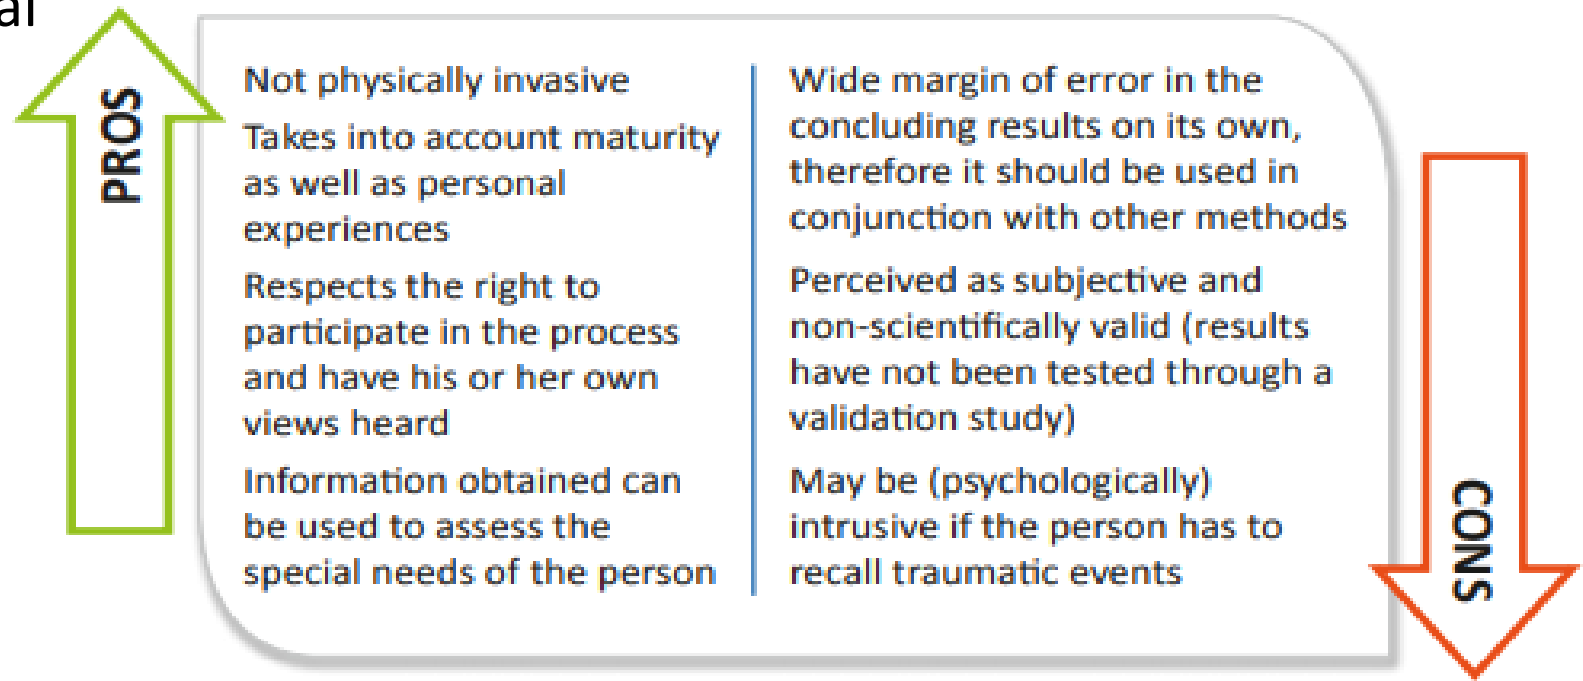 al
PROS
Not physically invasive
Takes into account maturity
as well as personal
experiences
Respects the right to
participate in the process
and have his or her own
views heard
Information obtained can
be used to assess the
special needs of the person
Wide margin of error in the
concluding results on its own,
therefore it should be used in
conjunction with other methods
Perceived as subjective and
non-scientifically valid (results
have not been tested through a
validation study)
May be (psychologically)
intrusive if the person has to
recall traumatic events
CONS